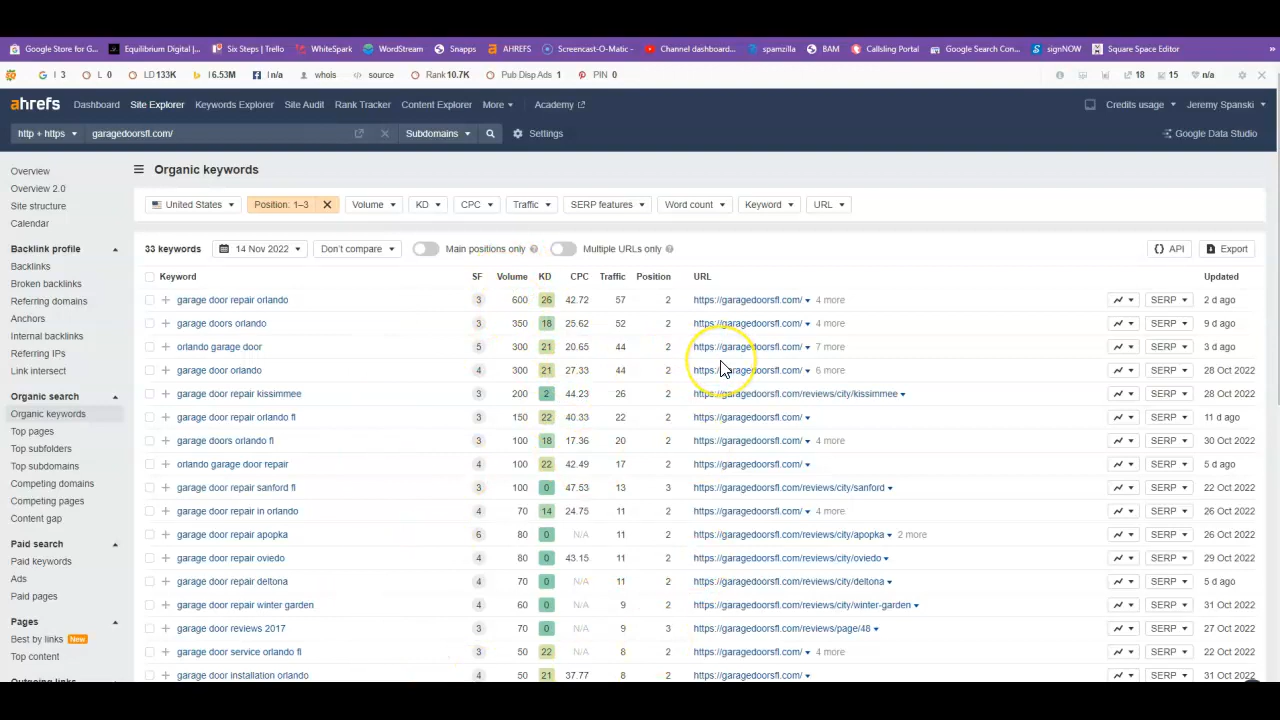 Google Store for G... Equilibrium Digital |... Six Steps | Trello WhiteSpark WordStream Snapps AHREFS Screencast-O-Matic -... Channel dashboard... spamzilla BAM CallsIing Portal Google Search Con... signNOW Square Space Editor »
I 3 L 0 LD 133K I 6.53M I n/a whois source Rank 10.7K Pub Disp Ads 1 PIN 0 18 15 n/a
ahrefs Dashboard Site Explorer Keywords Explorer Site Audit Rank Tracker Content Explorer More Academy Credits usage Jeremy Spanski
http + https garagedoorsfl.com/ Subdomains Settings Google Data Studio
Overview
Overview 2.0
Site structure
Calendar
Backlink profile
Backlinks
Broken backlinks
Referring domains
Anchors
Internal backlinks
Referring IPs
Link intersect
Organic search
Organic keywords
Top pages
Top subfolders
Top subdomains
Competing domains
Competing pages
Content gap
Paid search
Paid keywords
Ads
Paid pages
Pages
Best by links New
Top content
Outgoing links
Organic keywords
United States Position: 1–3 Volume KD CPC Traffic SERP features Word count Keyword URL
33 keywords 14 Nov 2022 Don't compare Main positions only Multiple URLs only API Export
Keyword SF Volume KD CPC Traffic Position URL Updated
garage door repair orlando 3 600 26 42.72 57 2 https://garagedoorsfl.com/ 4 more SERP 2 d ago
garage doors orlando 3 350 18 25.62 52 2 https://garagedoorsfl.com/ 4 more SERP 9 d ago
orlando garage door 5 300 21 20.65 44 2 https://garagedoorsfl.com/ 7 more SERP 3 d ago
garage door orlando 4 300 21 27.33 44 2 https://garagedoorsfl.com/ 6 more SERP 28 Oct 2022
garage door repair kissimmee 3 200 2 44.23 26 2 https://garagedoorsfl.com/reviews/city/kissimmee SERP 28 Oct 2022
garage door repair orlando fl 3 150 22 40.33 22 2 https://garagedoorsfl.com/ SERP 11 d ago
garage doors orlando fl 3 100 18 17.36 20 2 https://garagedoorsfl.com/ 4 more SERP 30 Oct 2022
orlando garage door repair 4 100 22 42.49 17 2 https://garagedoorsfl.com/ SERP 5 d ago
garage door repair sanford fl 3 100 0 47.53 13 3 https://garagedoorsfl.com/reviews/city/sanford SERP 22 Oct 2022
garage door repair in orlando 4 70 14 24.75 11 2 https://garagedoorsfl.com/ 4 more SERP 26 Oct 2022
garage door repair apopka 6 80 0 N/A 11 2 https://garagedoorsfl.com/reviews/city/apopka 2 more SERP 26 Oct 2022
garage door repair oviedo 4 80 0 43.15 11 2 https://garagedoorsfl.com/reviews/city/oviedo SERP 29 Oct 2022
garage door repair deltona 4 70 0 N/A 11 2 https://garagedoorsfl.com/reviews/city/deltona SERP 5 d ago
garage door repair winter garden 4 60 0 N/A 9 2 https://garagedoorsfl.com/reviews/city/winter-garden SERP 31 Oct 2022
garage door reviews 2017 3 70 0 N/A 9 3 https://garagedoorsfl.com/reviews/page/48 SERP 27 Oct 2022
garage door service orlando fl 3 50 22 N/A 8 2 https://garagedoorsfl.com/ 4 more SERP 22 Oct 2022
garage door installation orlando 4 50 21 37.77 8 2 https://garagedoorsfl.com/ SERP 31 Oct 2022